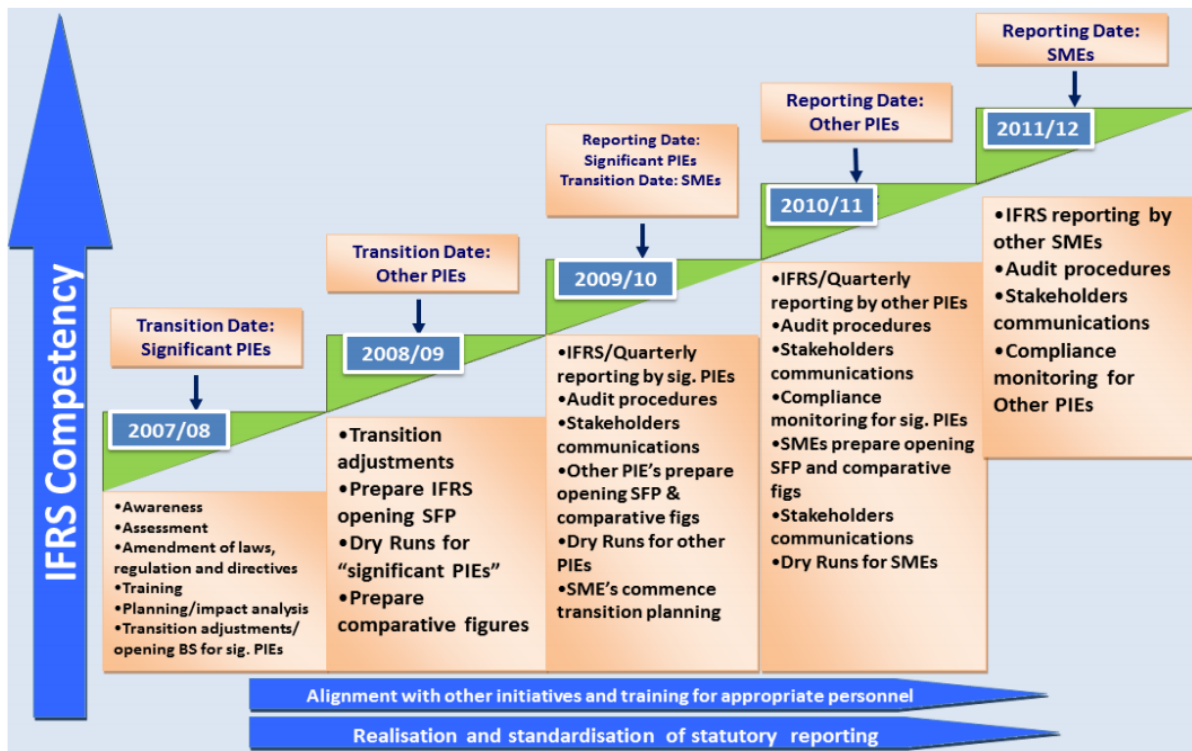 IFRS Competency
Transition Date:
Significant PIEs
2007/08
•Awareness
•Assessment
•Amendment of laws,
regulation and directives
•Training
•Planning/impact analysis
•Transition adjustments/
opening BS for sig. PIEs
Transition Date:
Other PIEs
2008/09
•Transition
adjustments
•Prepare IFRS
opening SFP
•Dry Runs for
“significant PIEs”
•Prepare
comparative figures
Reporting Date:
Significant PIEs
Transition Date: SMEs
2009/10
•IFRS/Quarterly
reporting by sig. PIEs
•Audit procedures
•Stakeholders
communications
•Other PIE’s prepare
opening SFP &
comparative figs
•Dry Runs for other
PIEs
•SME’s commence
transition planning
Reporting Date:
Other PIEs
2010/11
•IFRS/Quarterly
reporting by other PIEs
•Audit procedures
•Stakeholders
communications
•Compliance
monitoring for sig. PIEs
•SMEs prepare opening
SFP and comparative
figs
•Stakeholders
communications
•Dry Runs for SMEs
Reporting Date:
SMEs
2011/12
•IFRS reporting by
other SMEs
•Audit procedures
•Stakeholders
communications
•Compliance
monitoring for
Other PIEs
Alignment with other initiatives and training for appropriate personnel
Realisation and standardisation of statutory reporting